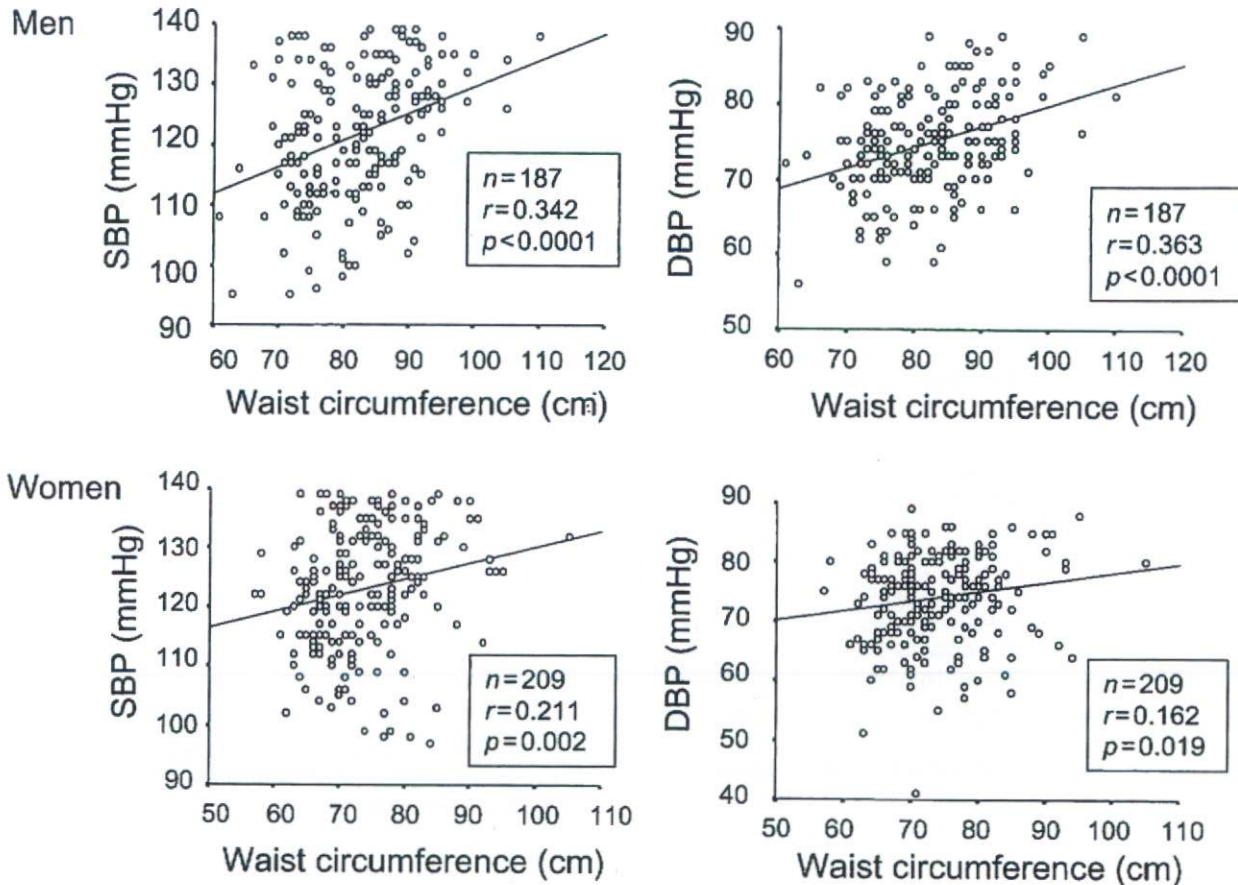 Men
SBP (mmHg)
140
130
120
110
100
90
60 70 80 90 100 110 120
Waist circumference (cm)
n=187
r=0.342
p<0.0001
DBP (mmHg)
90
80
70
60
50
60 70 80 90 100 110 120
Waist circumference (cm)
n=187
r=0.363
p<0.0001
Women
SBP (mmHg)
140
130
120
110
100
90
50 60 70 80 90 100 110
Waist circumference (cm)
n=209
r=0.211
p=0.002
DBP (mmHg)
90
80
70
60
50
40
50 60 70 80 90 100 110
Waist circumference (cm)
n=209
r=0.162
p=0.019